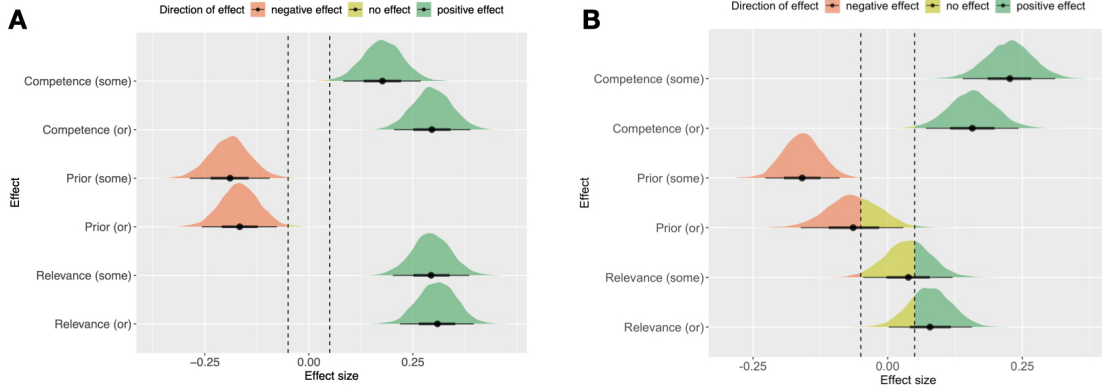 A
Direction of effect negative effect no effect positive effect
Competence (some)
Competence (or)
Prior (some)
Prior (or)
Relevance (some)
Relevance (or)
Effect
−0.25 0.00 0.25
Effect size
B
Direction of effect negative effect no effect positive effect
Competence (some)
Competence (or)
Prior (some)
Prior (or)
Relevance (some)
Relevance (or)
Effect
-0.25 0.00 0.25
Effect size